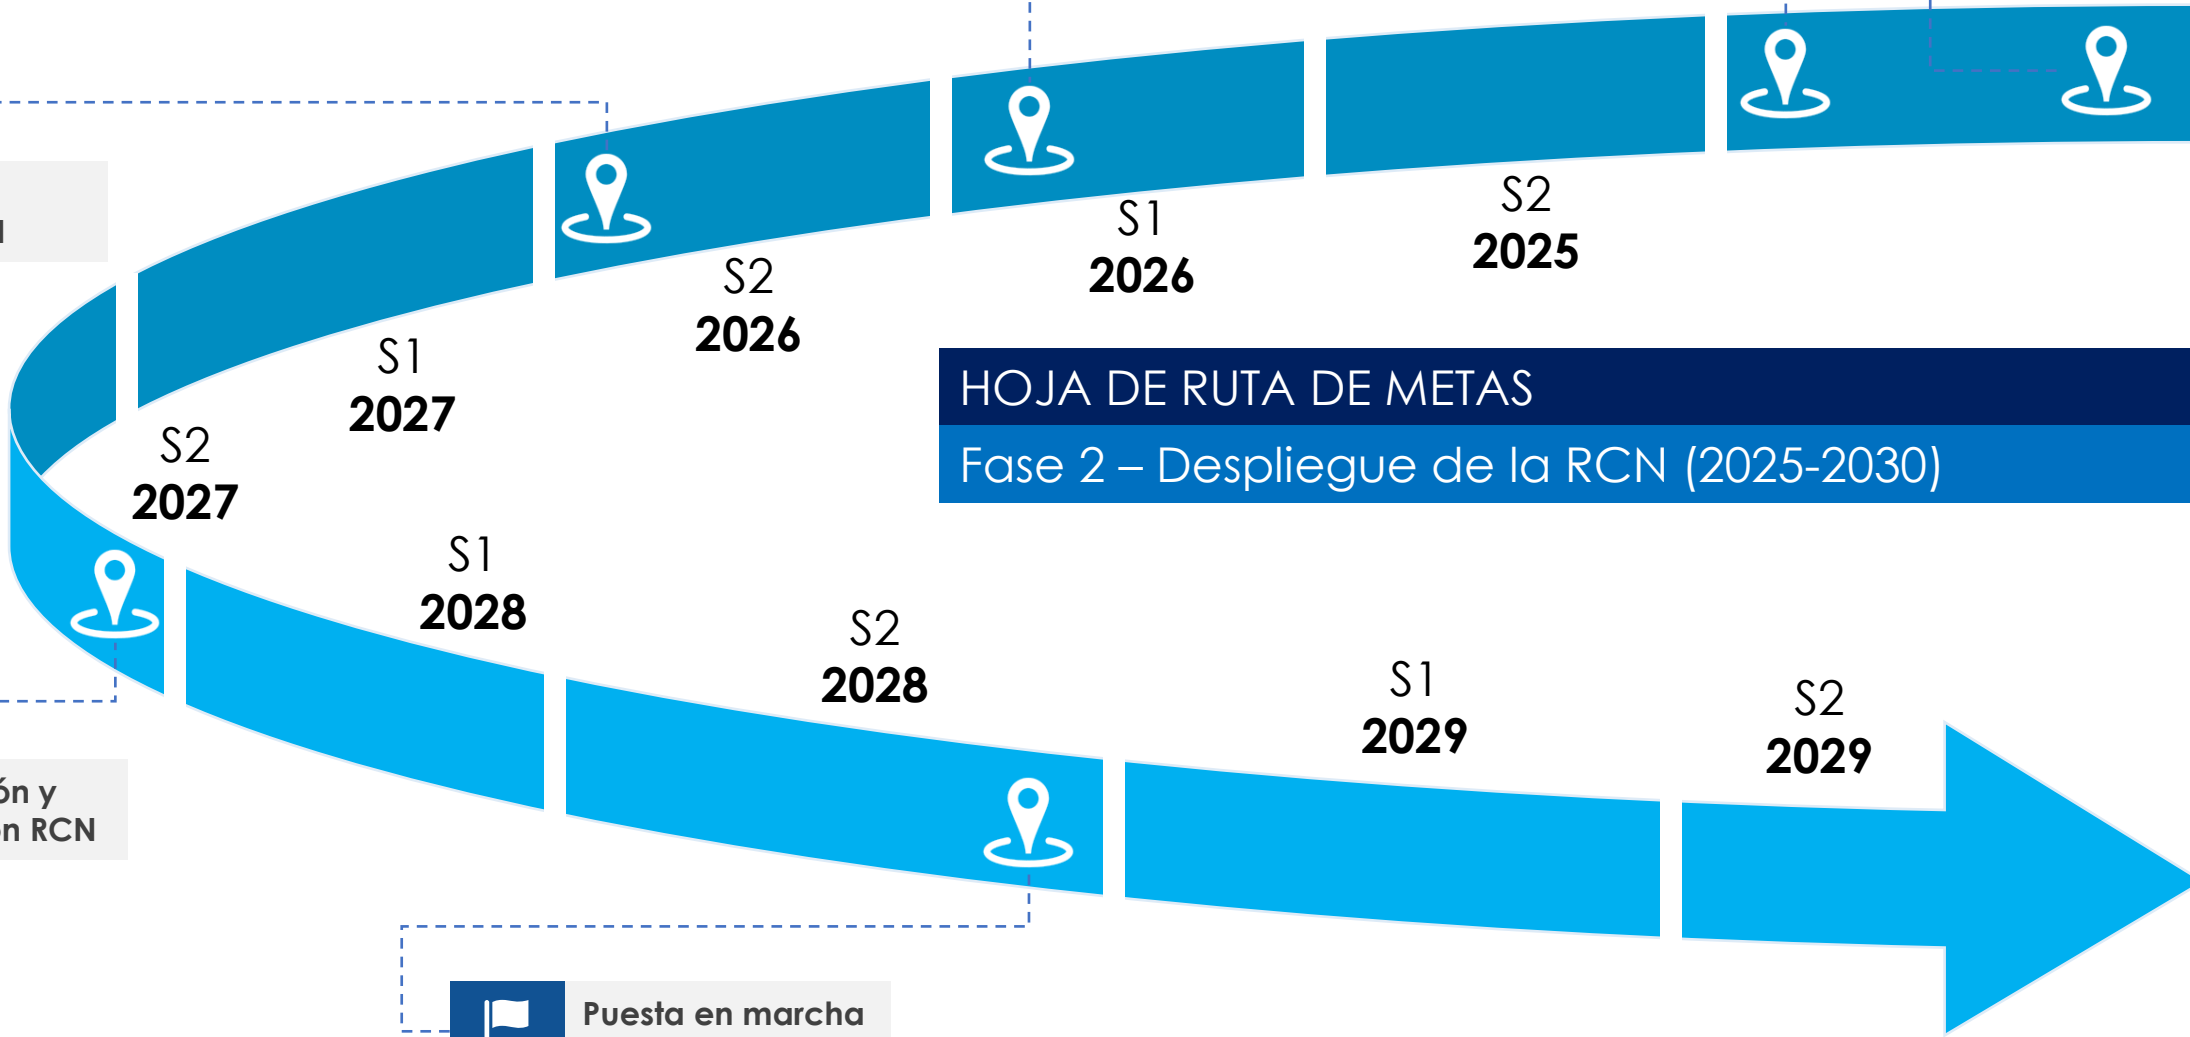 S2
2025
S1
2026
S2
2026
S1
2027
S2
2027
HOJA DE RUTA DE METAS
Fase 2 – Despliegue de la RCN (2025-2030)
S1
2028
S2
2028
S1
2029
S2
2029
y
RCN
Puesta en marcha